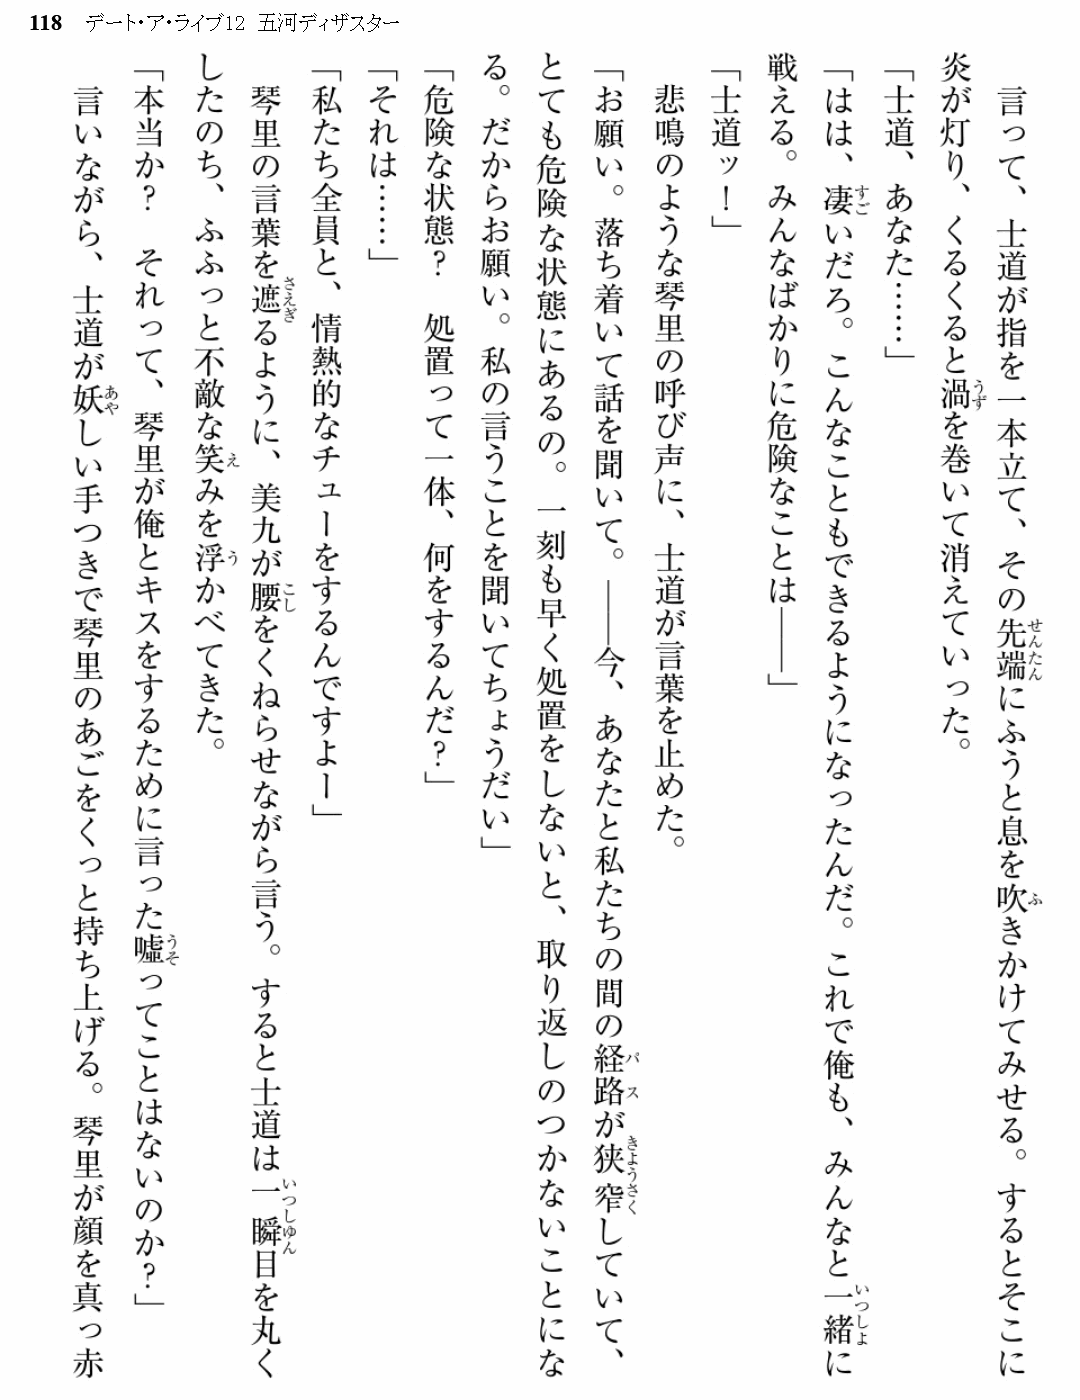 118 デート・ア・ライブ12 五河ディザスター
言って、士道が指を一本立て、その先端にふうと息を吹きかけてみせる。するとそこに
炎が灯り、くるくると渦を巻いて消えていった。
「士道、あなた……」
「はは、凄いだろ。こんなこともできるようになったんだ。これで俺も、みんなと一緒に
戦える。みんなばかりに危険なことは――」
「士道ッ！」
悲鳴のような琴里の呼び声に、士道が言葉を止めた。
「お願い。落ち着いて話を聞いて。――今、あなたと私たちの間の経路が狭窄していて、
とても危険な状態にあるの。一刻も早く処置をしないと、取り返しのつかないことにな
る。だからお願い。私の言うことを聞いてちょうだい」
「危険な状態？　処置って一体、何をするんだ？」
「それは……」
「私たち全員と、情熱的なチューをするんですよー」
琴里の言葉を遮るように、美九が腰をくねらせながら言う。すると士道は一瞬目を丸く
したのち、ふふっと不敵な笑みを浮かべてきた。
「本当か？　それって、琴里が俺とキスをするために言った嘘ってことはないのか？」
言いながら、士道が妖しい手つきで琴里のあごをくっと持ち上げる。琴里が顔を真っ赤